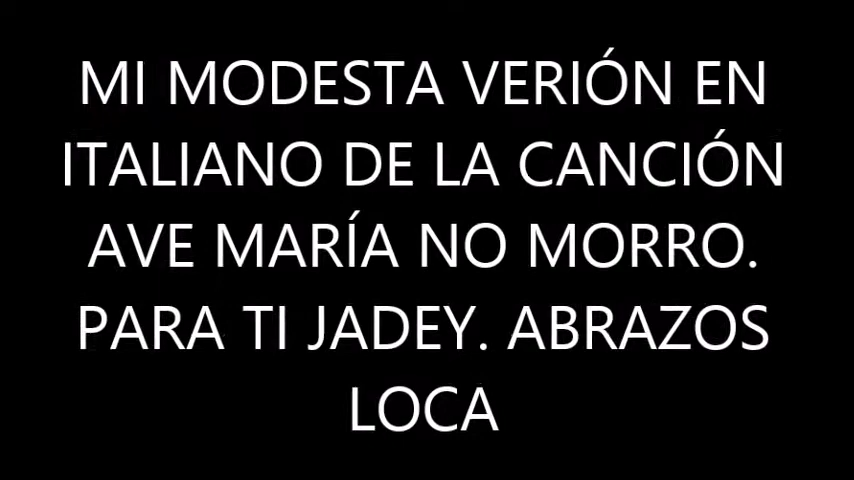 MI MODESTA VERIÓN EN
ITALIANO DE LA CANCIÓN
AVE MARÍA NO MORRO.
PARA TI JADEY. ABRAZOS
LOCA